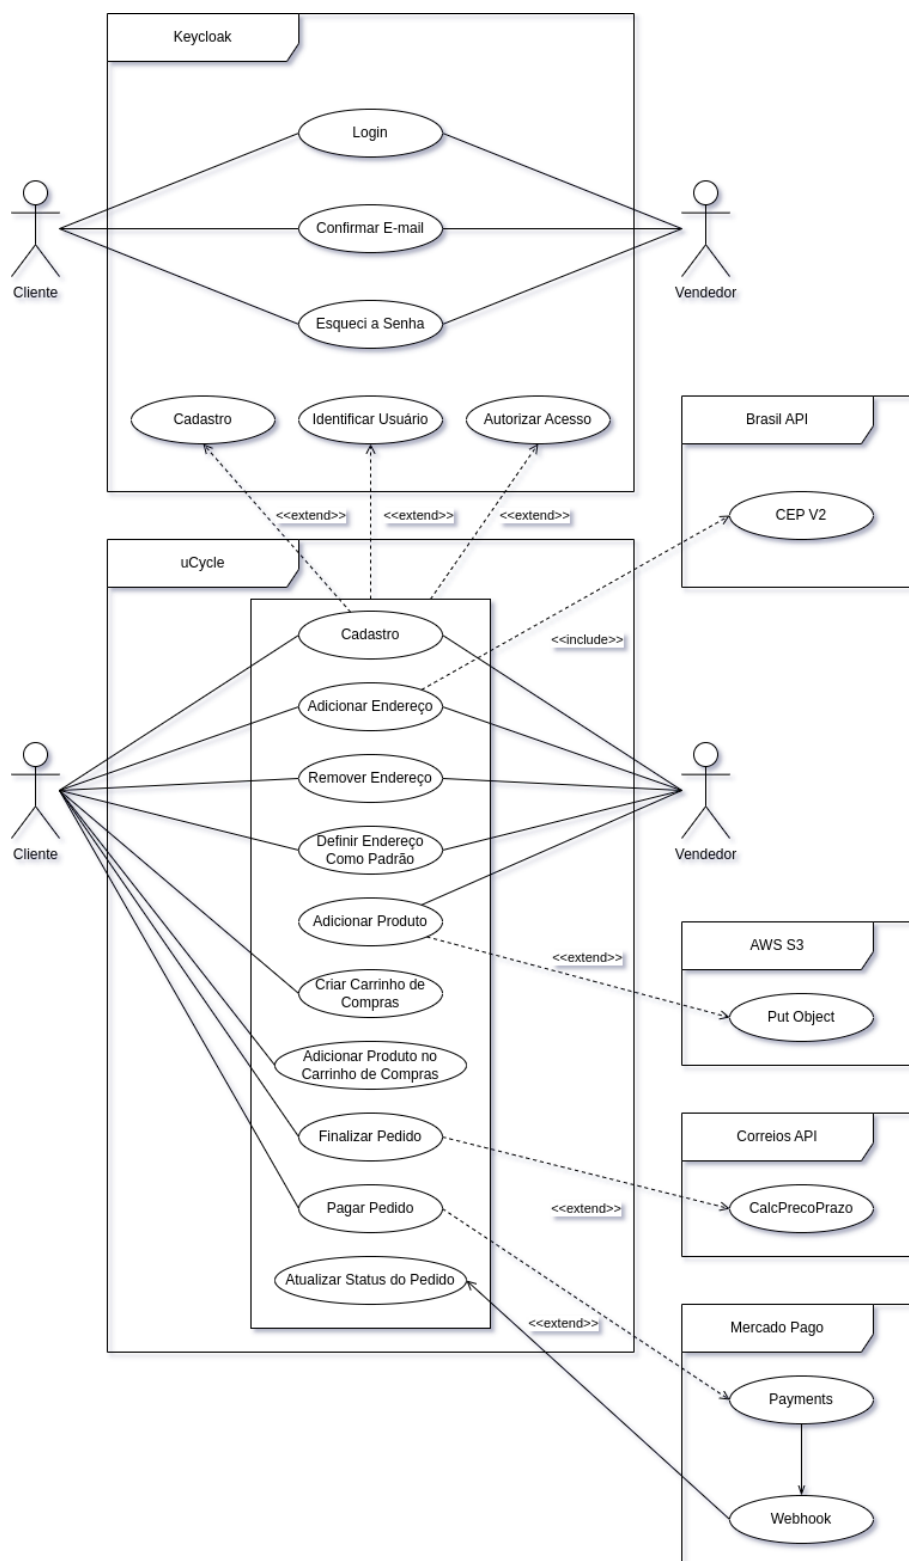 Keycloak
Login
Confirmar E-mail
Cliente
Vendedor
Esqueci a Senha
Cadastro
Identificar Usuário
Autorizar Acesso
Brasil API
<<extend>>
<<extend>>
<<extend>>
CEP V2
uCycle
Cadastro
<<include>>
Adicionar Endereço
Remover Endereço
Cliente
Vendedor
Definir Endereço
Como Padrão
Adicionar Produto
AWS S3
<<extend>>
Criar Carrinho de
Compras
Put Object
Adicionar Produto no
Carrinho de Compras
Finalizar Pedido
Correios API
Pagar Pedido
<<extend>>
CalcPrecoPrazo
Atualizar Status do Pedido
<<extend>>
Mercado Pago
Payments
Webhook